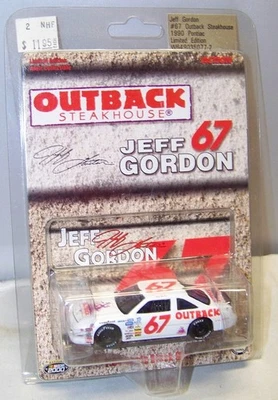 2 NHF
$ 11.95
Jeff Gordon
#67 Outback Steakhouse
1990 Pontiac
Limited Edition
OUTBACK
STEAKHOUSE®
JEFF 67
GORDON
JEFF
GORDON
67
OUTBACK
2000